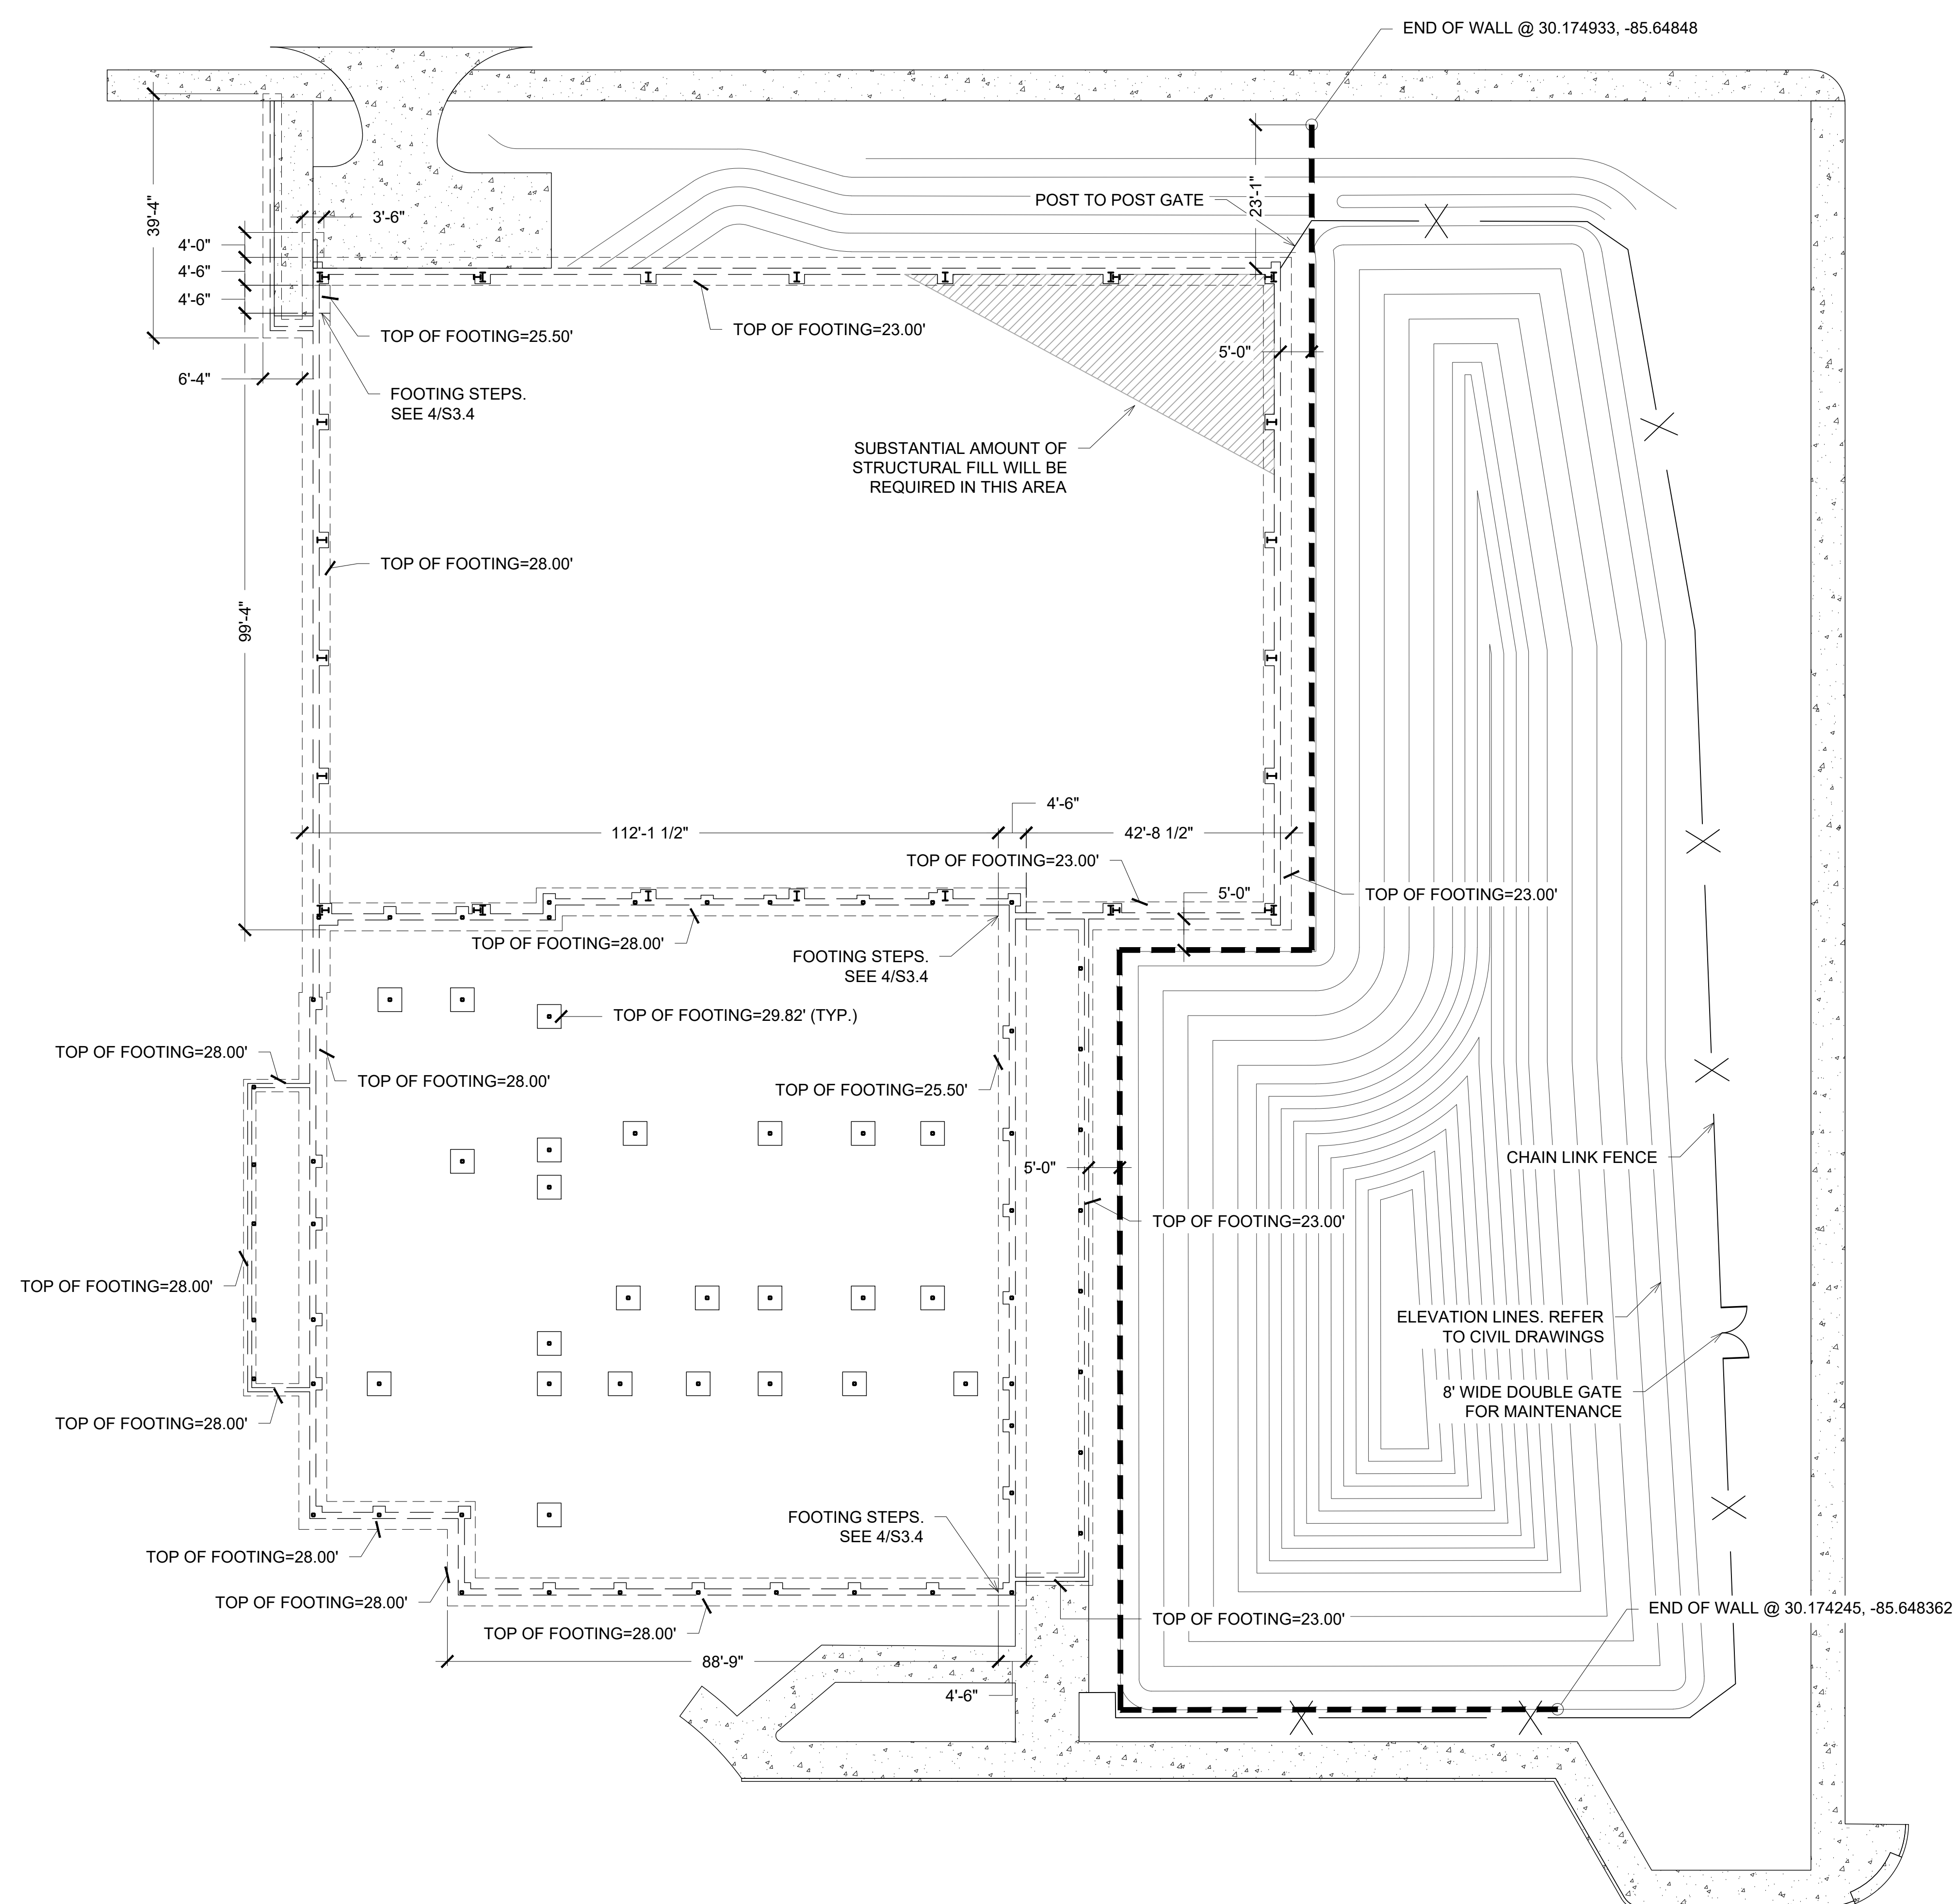 END OF WALL @ 30.174933, -85.64848
39'-4"
23'-1"
POST TO POST GATE
3'-6"
4'-0"
4'-6"
4'-6"
TOP OF FOOTING=25.50'
TOP OF FOOTING=23.00'
5'-0"
6'-4"
FOOTING STEPS.
SEE 4/S3.4
SUBSTANTIAL AMOUNT OF
STRUCTURAL FILL WILL BE
REQUIRED IN THIS AREA
TOP OF FOOTING=28.00'
99'-4"
4'-6"
112'-1 1/2"
42'-8 1/2"
TOP OF FOOTING=23.00'
5'-0"
TOP OF FOOTING=23.00'
TOP OF FOOTING=28.00'
FOOTING STEPS.
SEE 4/S3.4
TOP OF FOOTING=29.82' (TYP.)
TOP OF FOOTING=28.00'
TOP OF FOOTING=28.00'
TOP OF FOOTING=25.50'
CHAIN LINK FENCE
5'-0"
TOP OF FOOTING=23.00'
TOP OF FOOTING=28.00'
ELEVATION LINES. REFER
TO CIVIL DRAWINGS
8' WIDE DOUBLE GATE
FOR MAINTENANCE
TOP OF FOOTING=28.00'
FOOTING STEPS.
SEE 4/S3.4
TOP OF FOOTING=28.00'
TOP OF FOOTING=28.00'
END OF WALL @ 30.174245, -85.648362
TOP OF FOOTING=23.00'
TOP OF FOOTING=28.00'
88'-9"
4'-6"